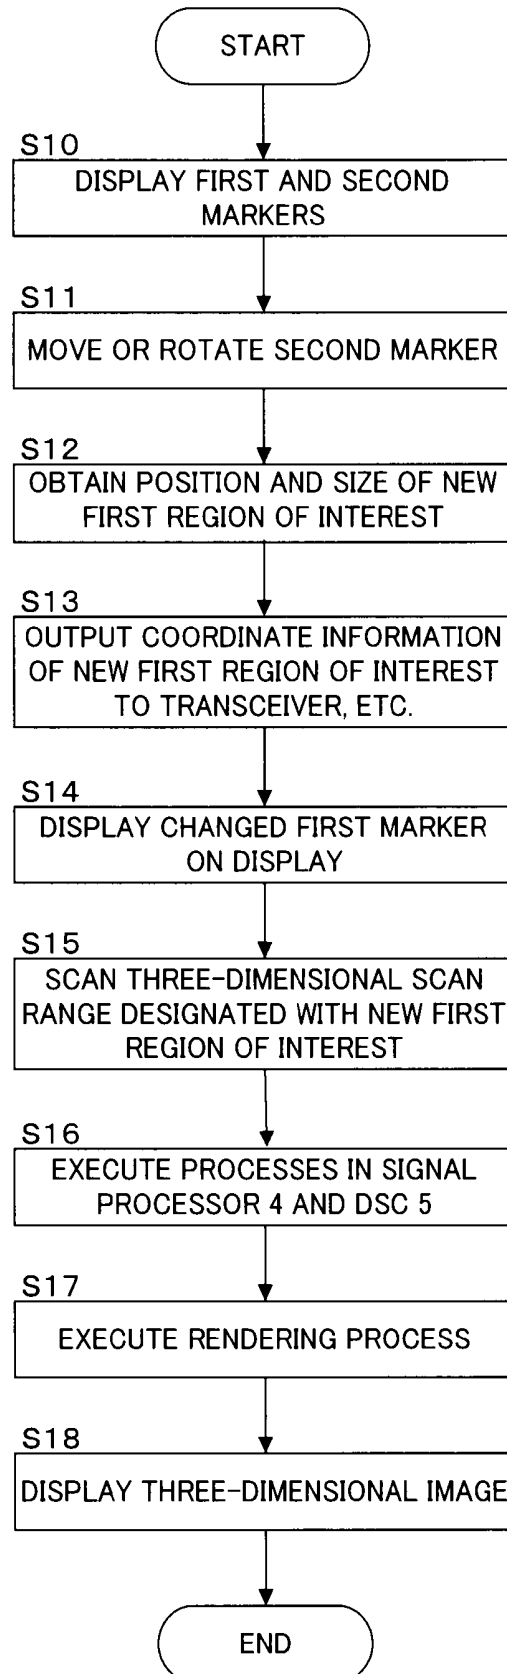 START
S10
DISPLAY FIRST AND SECOND
MARKERS
S11
MOVE OR ROTATE SECOND MARKER
S12
OBTAIN POSITION AND SIZE OF NEW
FIRST REGION OF INTEREST
S13
OUTPUT COORDINATE INFORMATION
OF NEW FIRST REGION OF INTEREST
TO TRANSCEIVER, ETC.
S14
DISPLAY CHANGED FIRST MARKER
ON DISPLAY
S15
SCAN THREE-DIMENSIONAL SCAN
RANGE DESIGNATED WITH NEW FIRST
REGION OF INTEREST
S16
EXECUTE PROCESSES IN SIGNAL
PROCESSOR 4 AND DSC 5
S17
EXECUTE RENDERING PROCESS
S18
DISPLAY THREE-DIMENSIONAL IMAGE
END